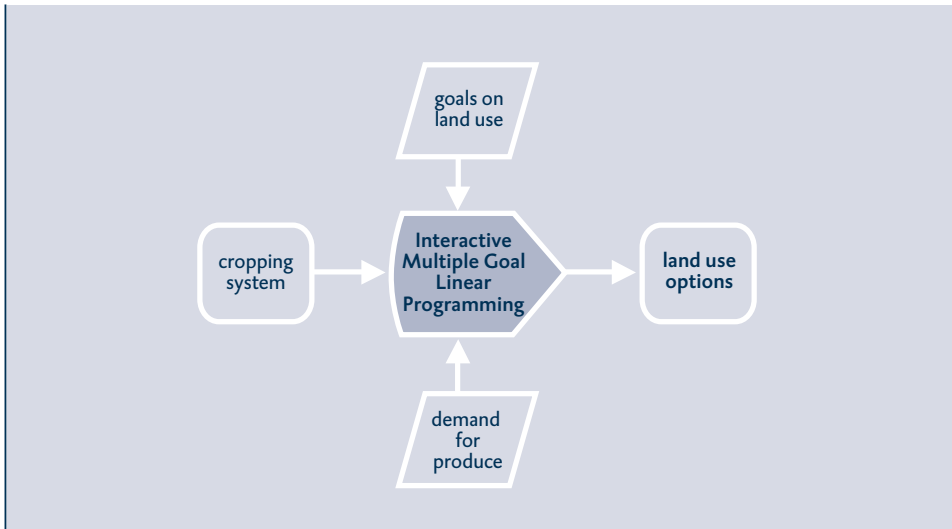 goals on
land use
cropping
system
Interactive
Multiple Goal
Linear
Programming
land use
options
demand
for
produce